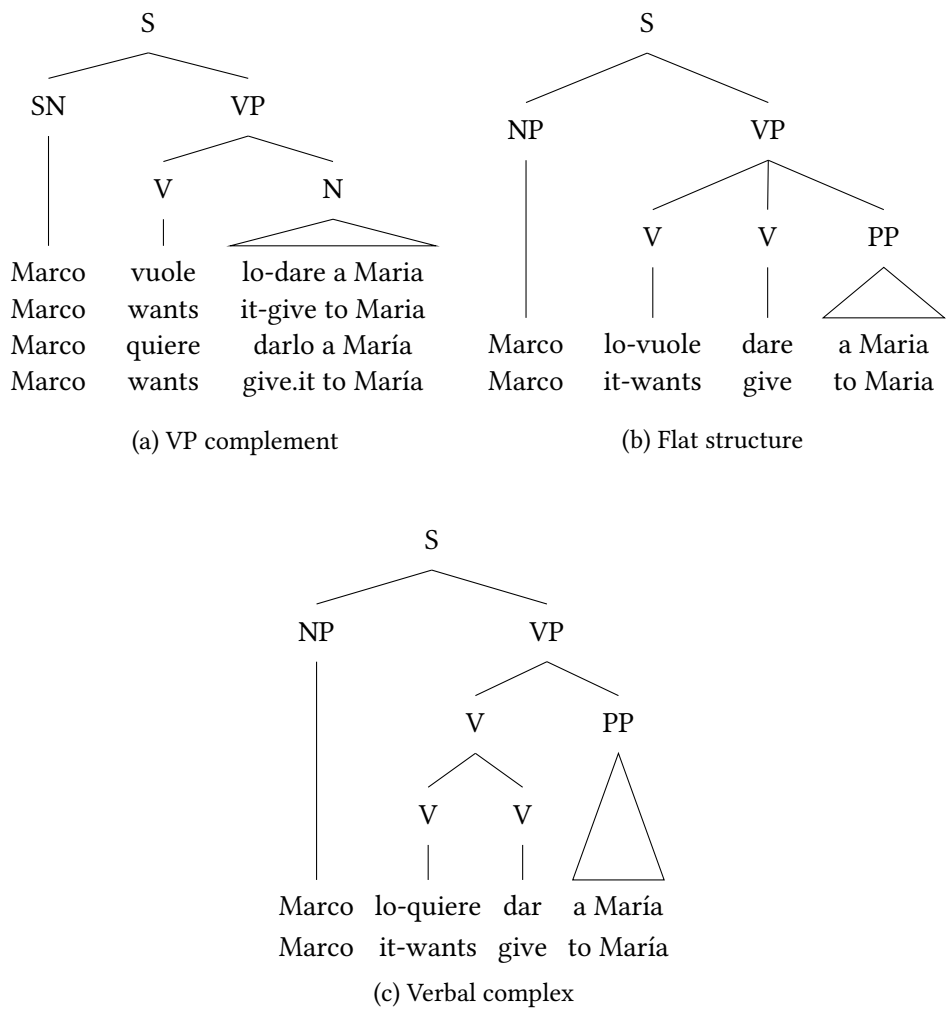 S
SN VP
V N
Marco vuole lo-dare a Maria
Marco wants it-give to Maria
Marco quiere darlo a María
Marco wants give.it to María
(a) VP complement
S
NP VP
V V PP
Marco lo-vuole dare a Maria
Marco it-wants give to Maria
(b) Flat structure
S
NP VP
V PP
V V
Marco lo-quiere dar a María
Marco it-wants give to María
(c) Verbal complex